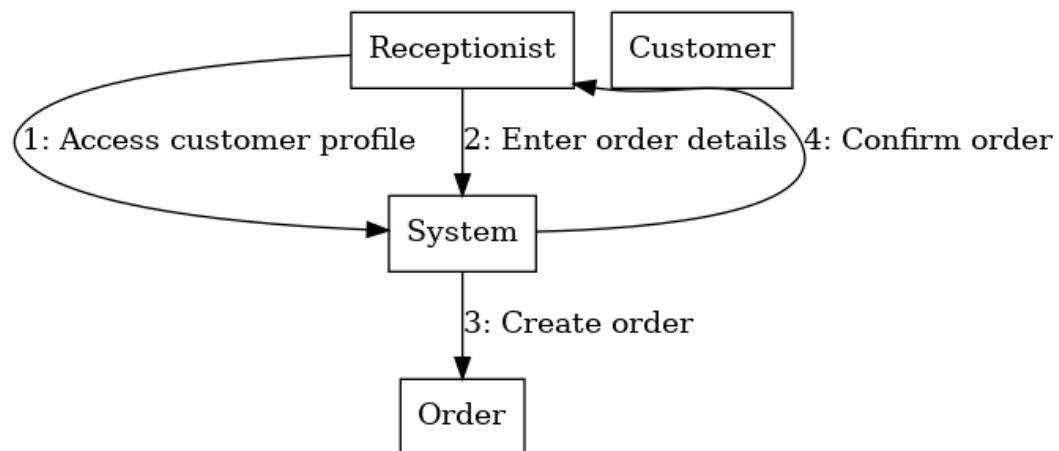 Receptionist
Customer
1: Access customer profile
2: Enter order details
4: Confirm order
System
3: Create order
Order